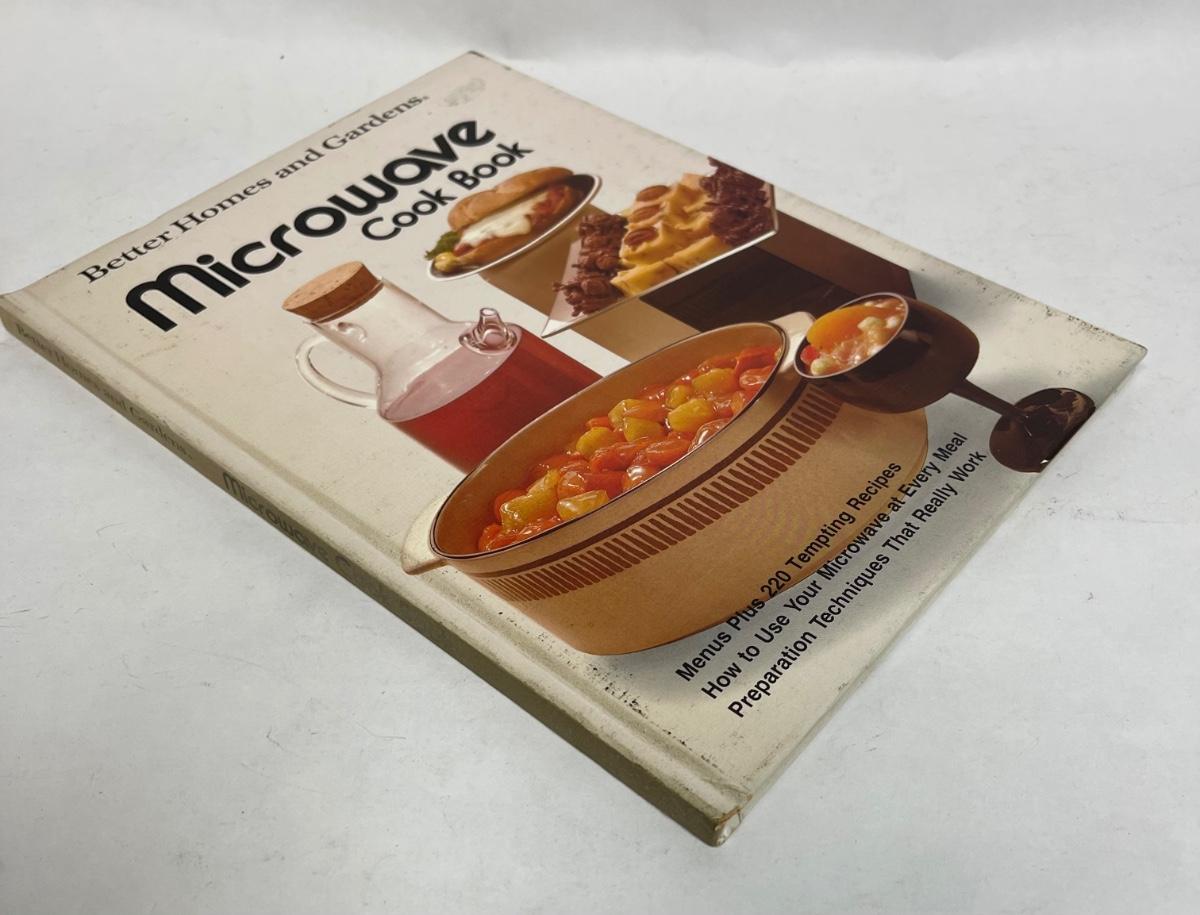 Better Homes and Gardens®
Microwave
Cook Book
Menus Plus 220 Tempting Recipes
How to Use Your Microwave at Every Meal
Preparation Techniques That Really Work
Better Homes and Gardens®
Microwave